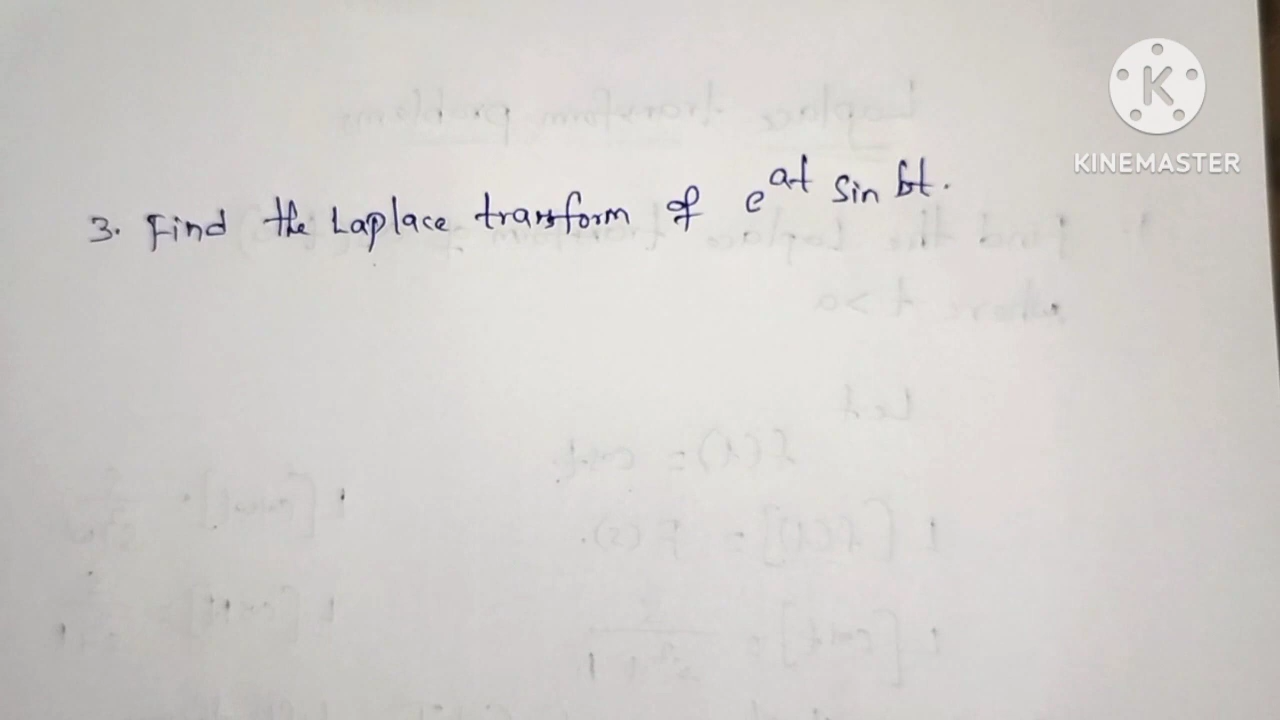 KINEMASTER
3. Find the Laplace transform of e^at Sin bt.